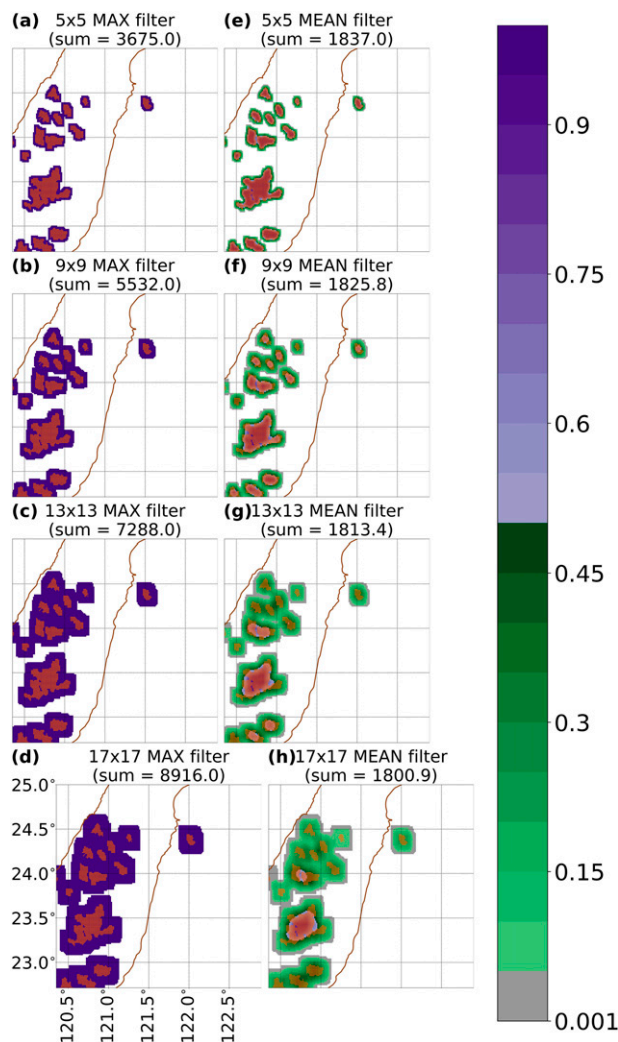 (a) 5x5 MAX filter
(sum = 3675.0)
(e) 5x5 MEAN filter
(sum = 1837.0)
(b) 9x9 MAX filter
(sum = 5532.0)
(f) 9x9 MEAN filter
(sum = 1825.8)
(c) 13x13 MAX filter
(sum = 7288.0)
(g) 13x13 MEAN filter
(sum = 1813.4)
(d) 17x17 MAX filter
(sum = 8916.0)
(h) 17x17 MEAN filter
(sum = 1800.9)
25.0°
24.5°
24.0°
23.5°
23.0°
120.5°
121.0°
121.5°
122.0°
122.5°
0.9
0.75
0.6
0.45
0.3
0.15
0.001